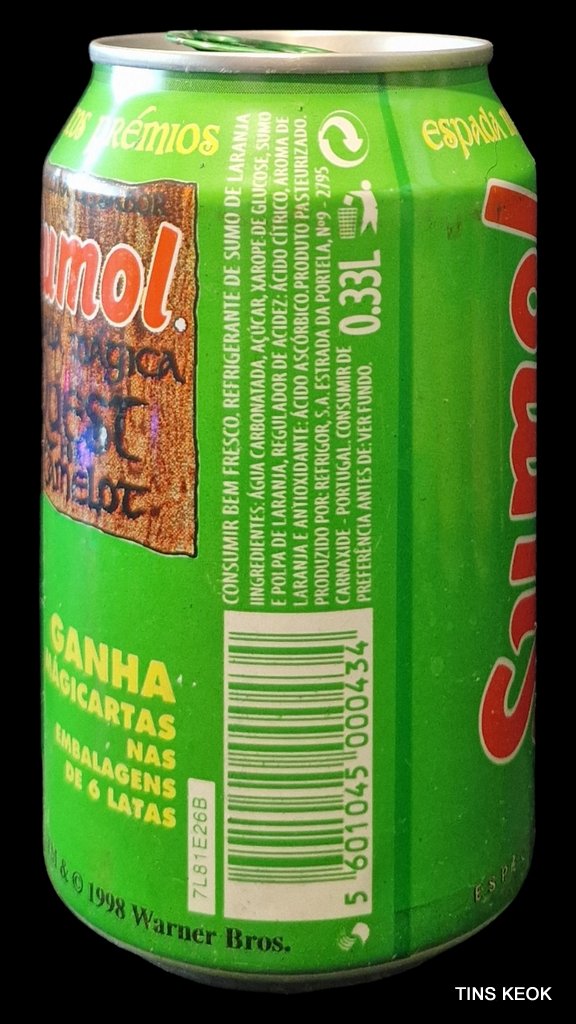 PRÉMIOS
umol.
mágica
GANHA
MAGICARTAS
NAS
EMBALAGENS
DE 6 LATAS
& © 1998 Warner Bros.
7L81E26B
CONSUMIR BEM FRESCO. REFRIGERANTE DE SUMO DE LARANJA
INGREDIENTES: ÁGUA CARBONATADA, AÇÚCAR, XAROPE DE GLUCOSE, SUMO
E POLPA DE LARANJA, REGULADOR DE ACIDEZ: ÁCIDO CÍTRICO, AROMA DE
LARANJA E ANTIOXIDANTE: ÁCIDO ASCÓRBICO. PRODUTO PASTEURIZADO.
PRODUZIDO POR: REFRIGOR, S.A. ESTRADA DA PORTELA, Nº9 - 2795
CARNAXIDE - PORTUGAL. CONSUMIR DE
PREFERÊNCIA ANTES DE: VER FUNDO.
0.33L
5 601045 000434
espada
Sumol
TINS KEOK